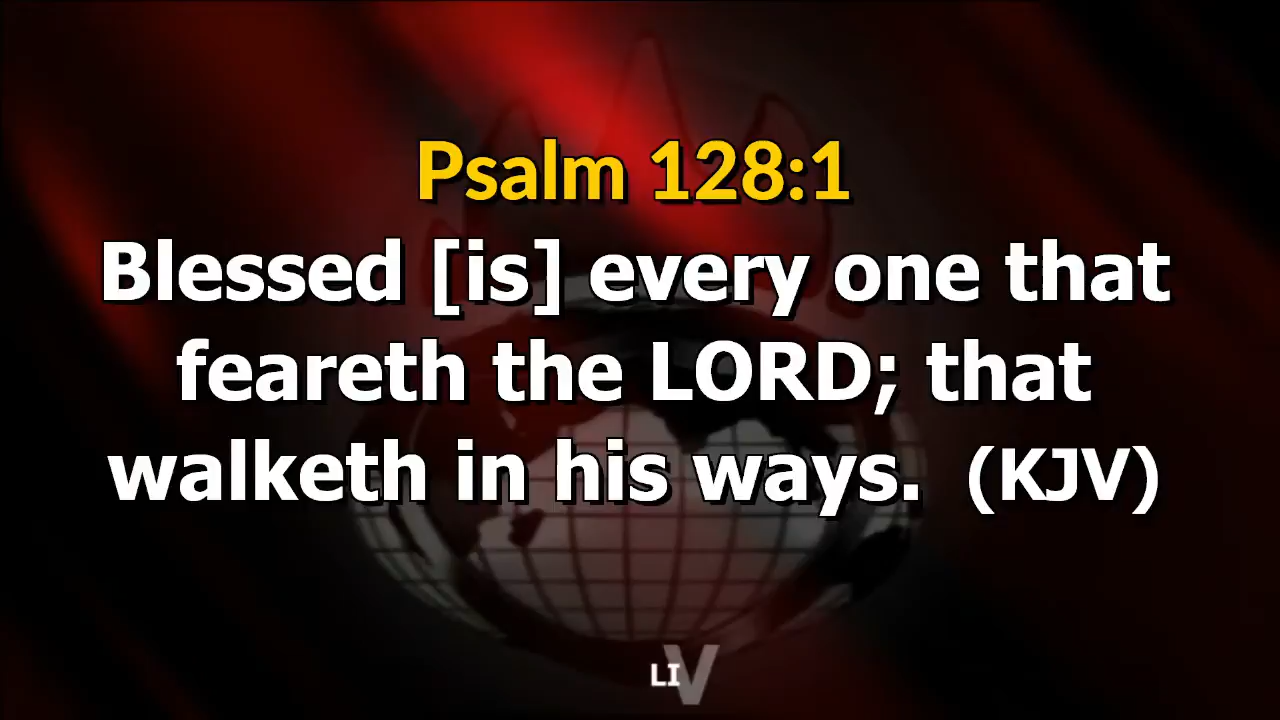 Psalm 128:1
Blessed [is] every one that
feareth the LORD; that
walketh in his ways.  (KJV)
LIV